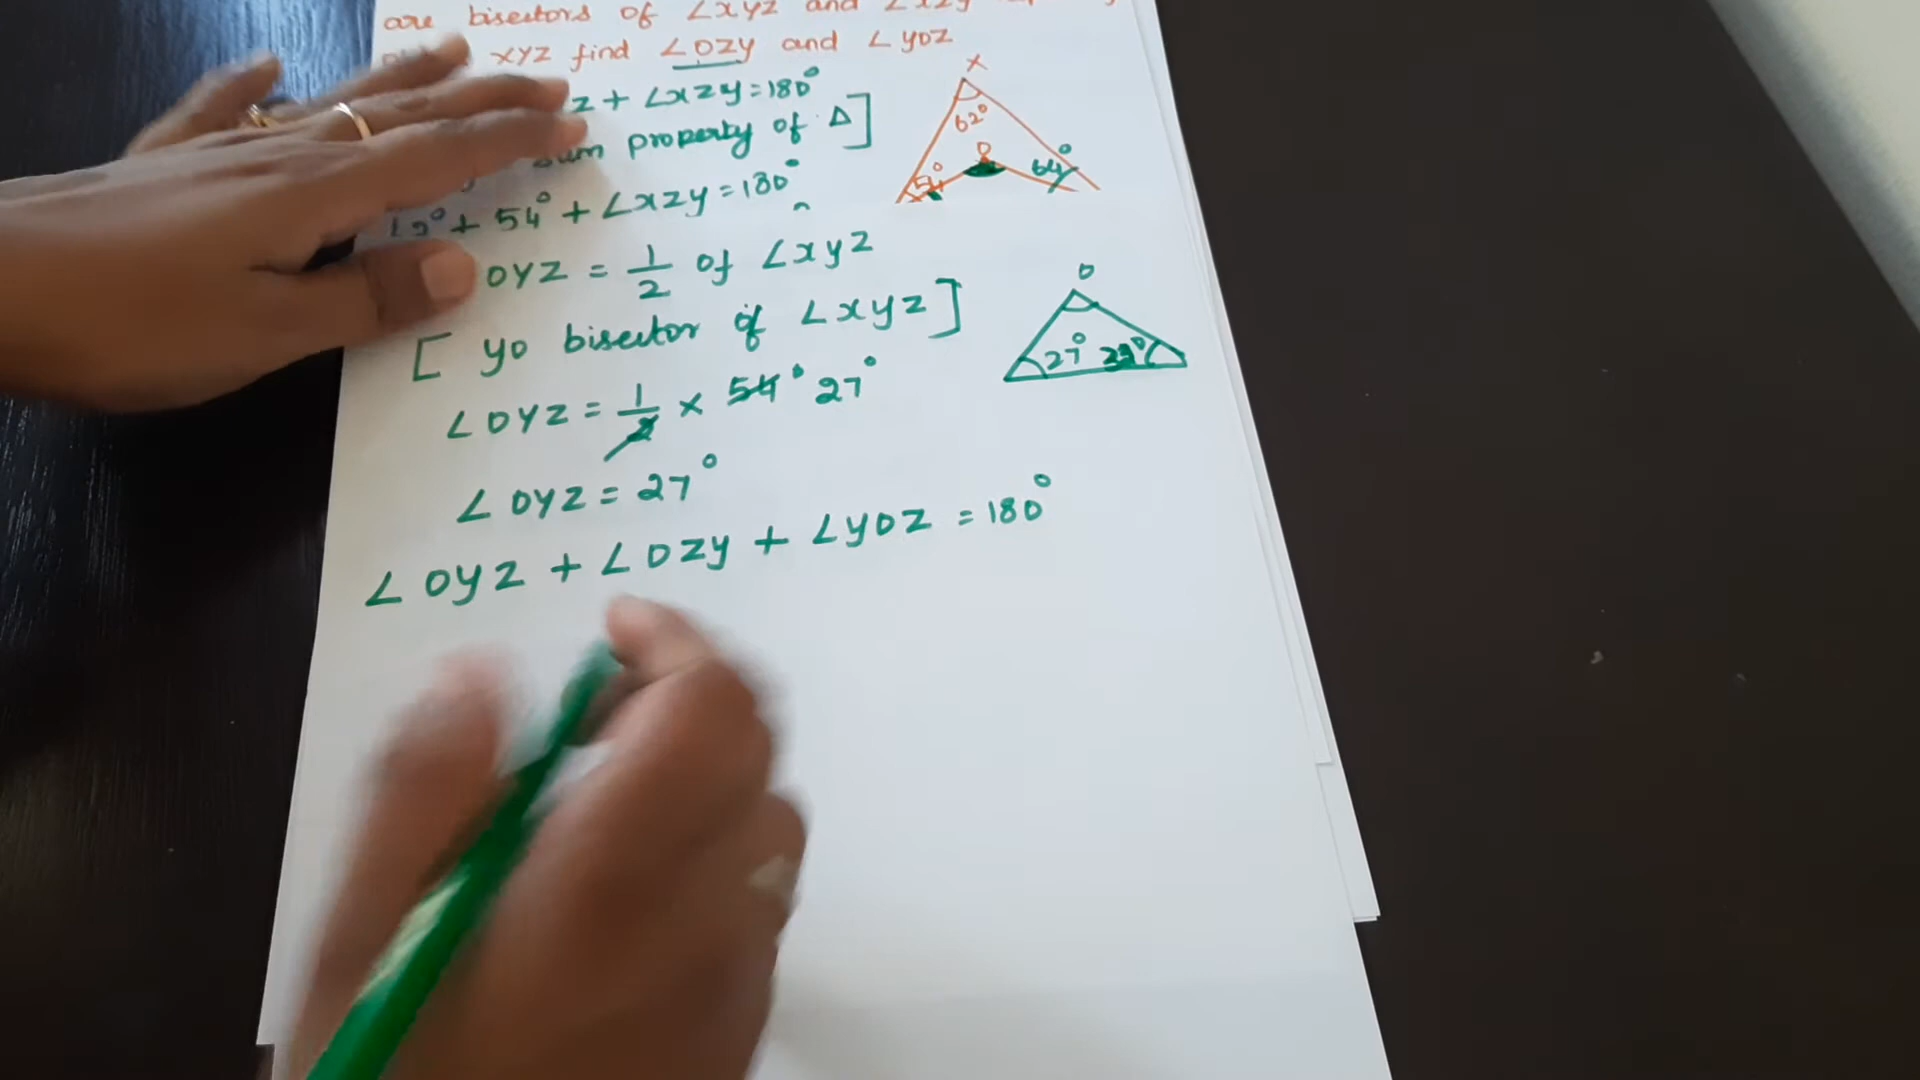 are bisectors of ∠XYZ and
XYZ find ∠OZY and ∠YOZ
z + ∠xzy = 180°
sum property of Δ]
+ 54° + ∠xzy = 180°
OYZ = 1/2 of ∠xyz
[ yo bisector of ∠xyz]
∠OYZ = 1/2 × 54° 27°
∠OYZ = 27°
∠OYZ + ∠OZY + ∠YOZ = 180°
X
62°
O
54°
64°
O
27°